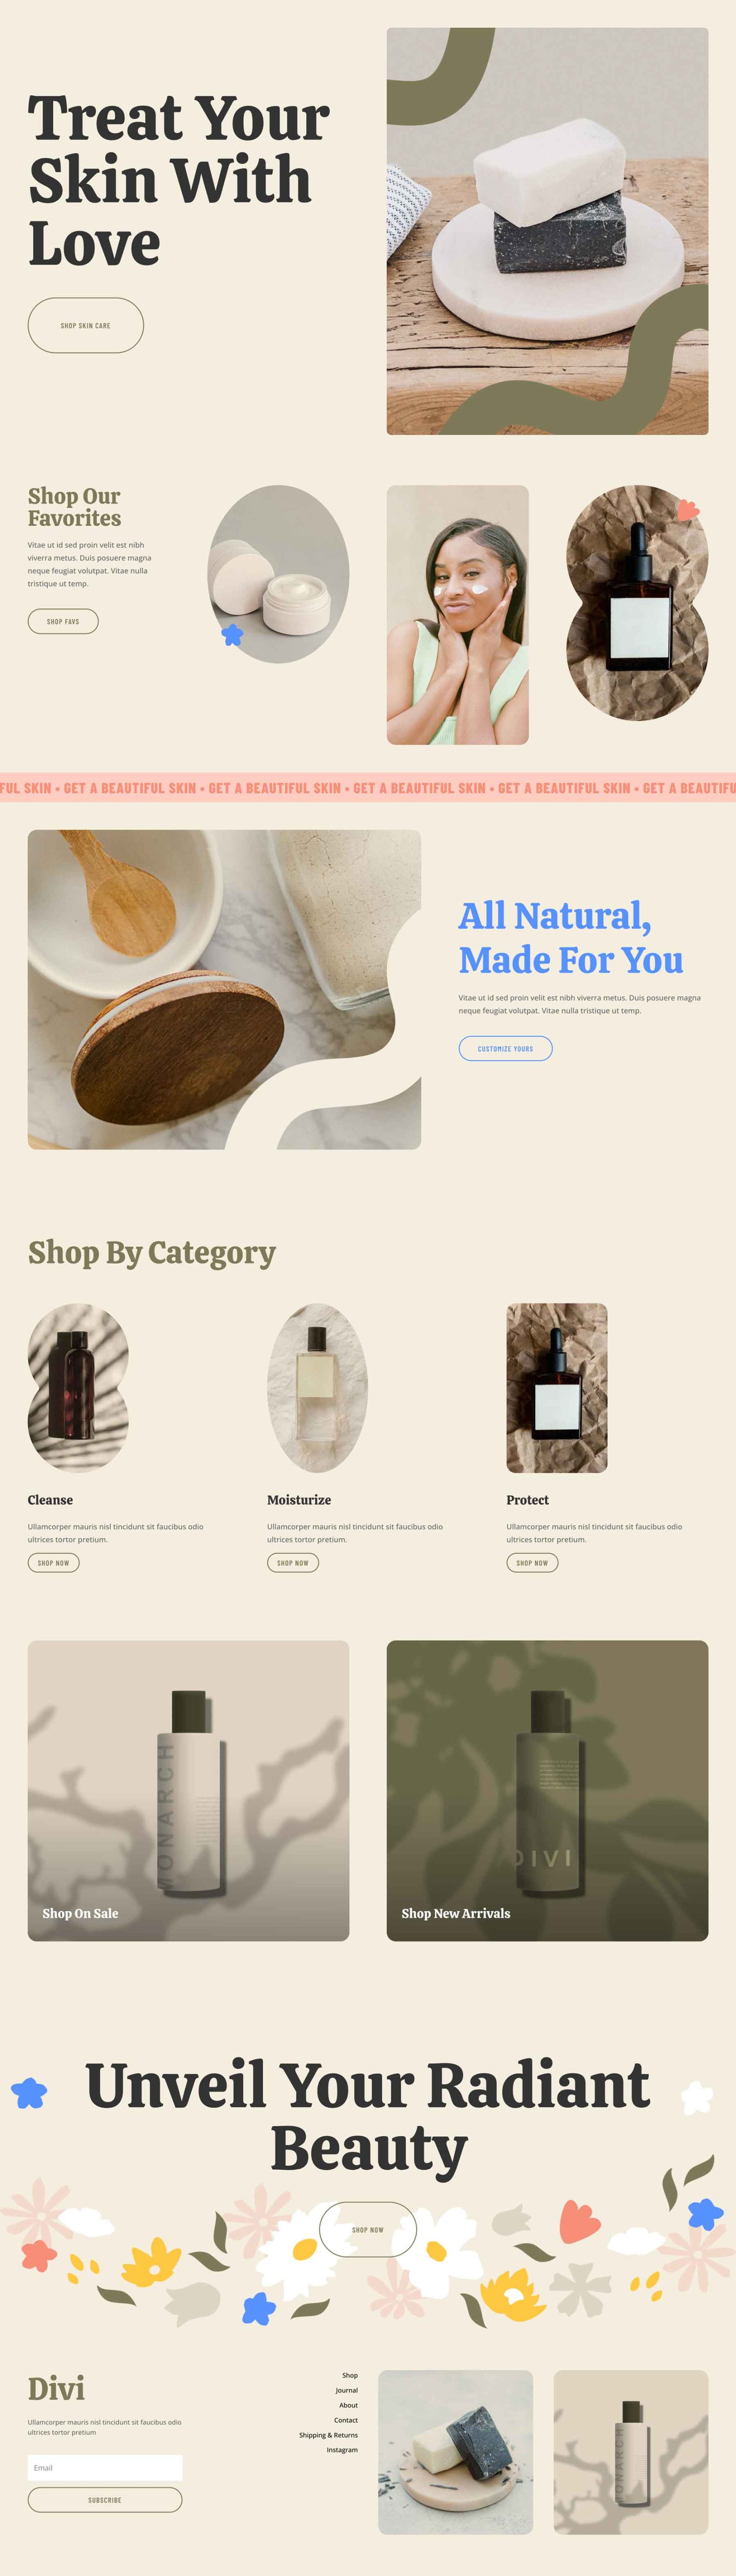 Treat Your
Skin With
Love
SHOP SKIN CARE
Shop Our
Favorites
Vitae ut id sed proin velit est nibh
viverra metus. Duis posuere magna
neque feugiat volutpat. Vitae nulla
tristique ut temp.
SHOP FAVS
FUL SKIN • GET A BEAUTIFUL SKIN • GET A BEAUTIFUL SKIN • GET A BEAUTIFUL SKIN • GET A BEAUTIFUL SKIN • GET A BEAUTIFU
All Natural,
Made For You
Vitae ut id sed proin velit est nibh viverra metus. Duis posuere magna
neque feugiat volutpat. Vitae nulla tristique ut temp.
CUSTOMIZE YOURS
Shop By Category
Cleanse
Ullamcorper mauris nisl tincidunt sit faucibus odio
ultrices tortor pretium.
SHOP NOW
Moisturize
Ullamcorper mauris nisl tincidunt sit faucibus odio
ultrices tortor pretium.
SHOP NOW
Protect
Ullamcorper mauris nisl tincidunt sit faucibus odio
ultrices tortor pretium.
SHOP NOW
MONARCH
Shop On Sale
DIVI
Shop New Arrivals
Unveil Your Radiant
Beauty
SHOP NOW
Divi
Ullamcorper mauris nisl tincidunt sit faucibus odio
ultrices tortor pretium
Email
SUBSCRIBE
Shop
Journal
About
Contact
Shipping & Returns
Instagram
ONARCH